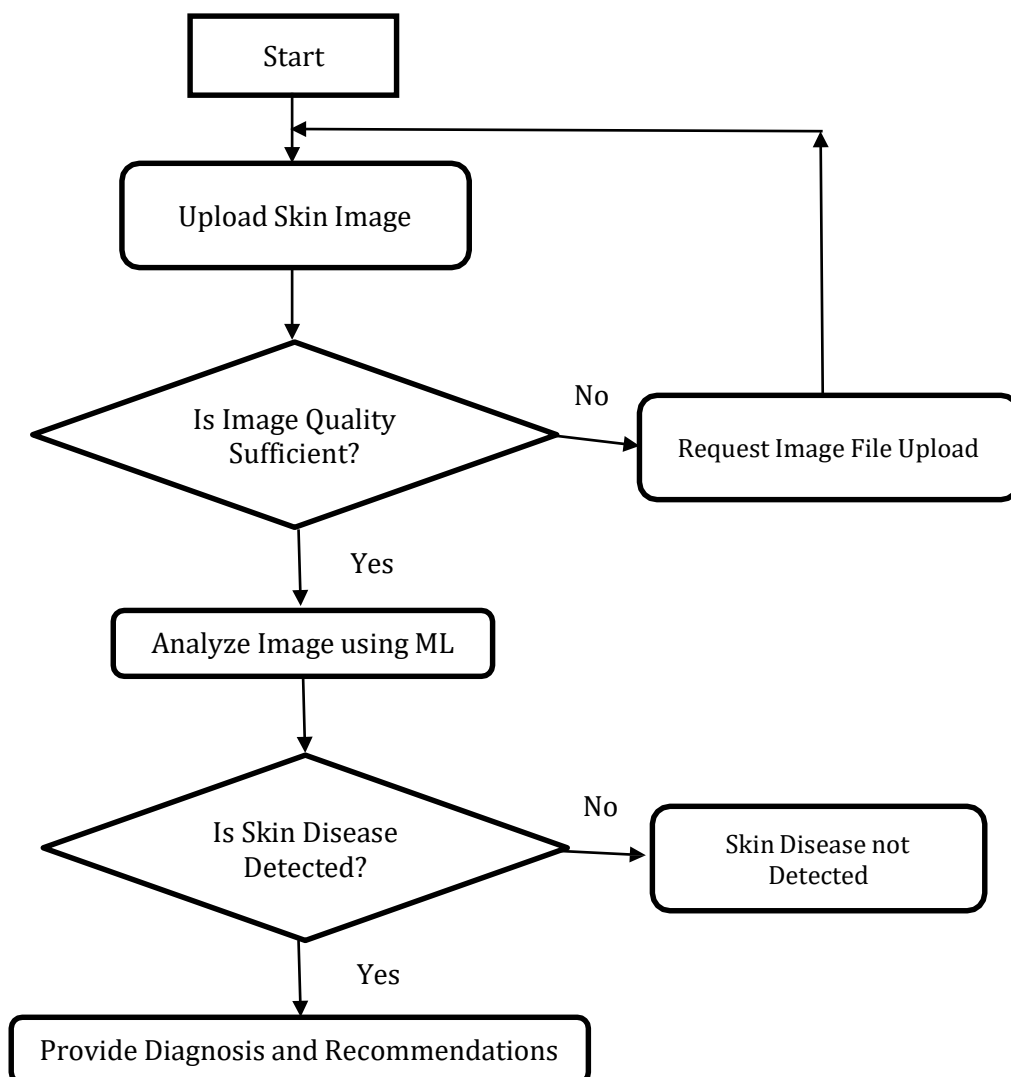 Start
Upload Skin Image
Is Image Quality
Sufficient?
No
Request Image File Upload
Yes
Analyze Image using ML
Is Skin Disease
Detected?
No
Skin Disease not
Detected
Yes
Provide Diagnosis and Recommendations